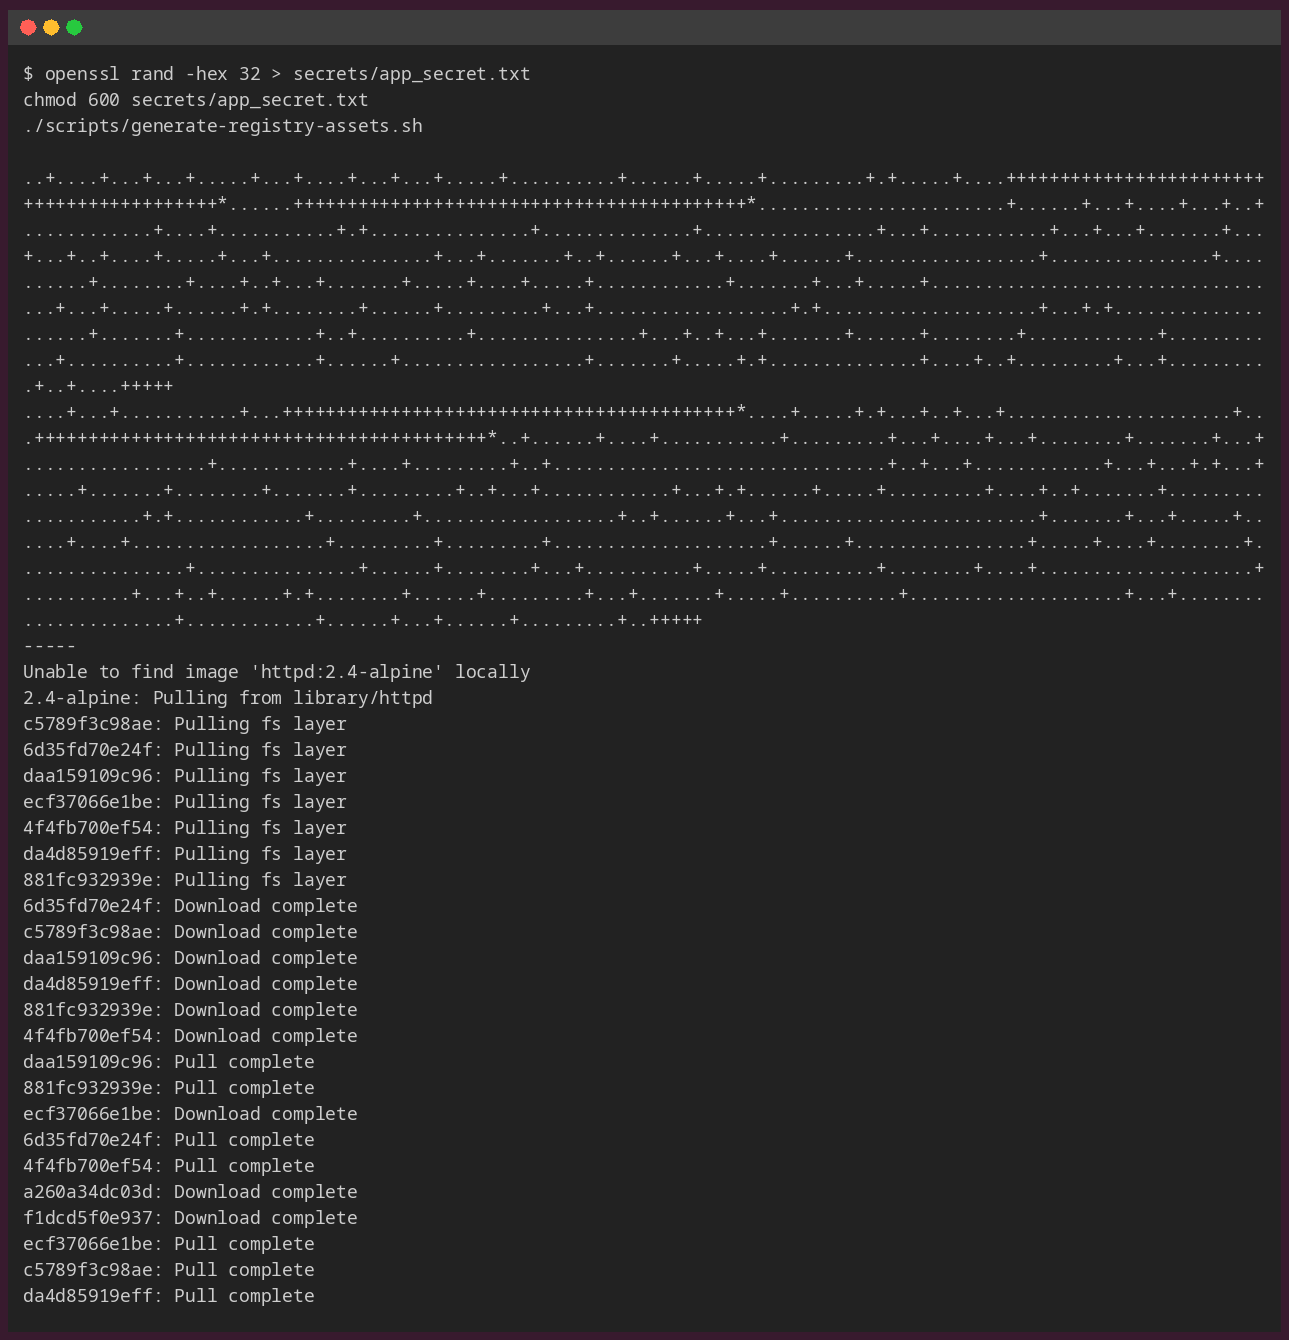 $ openssl rand -hex 32 > secrets/app_secret.txt
chmod 600 secrets/app_secret.txt
./scripts/generate-registry-assets.sh
..+....+...+...+.....+...+....+...+...+.....+..........+......+.....+.........+.+.....+....++++++++++++++++++++++++
++++++++++++++++++*......++++++++++++++++++++++++++++++++++++++++++*.......................+......+...+....+...+..+
............+....+...........+.+...............+..............+................+...+...........+...+...+.......+...
+...+..+....+.....+...+...............+...+.......+..+......+...+....+......+.................+...............+....
......+........+....+..+...+.......+.....+....+.....+............+.......+...+.....+...............................
...+...+.....+......+.+........+......+.........+...+..................+.+....................+...+.+..............
......+.......+............+..+..........+...............+...+..+...+.......+......+........+............+.........
...+..........+............+......+.................+.......+.....+.+..............+....+..+.........+...+.........
.+..+....+++++
....+...+...........+...++++++++++++++++++++++++++++++++++++++++++*....+.....+.+...+..+...+.....................+..
.++++++++++++++++++++++++++++++++++++++++++*..+......+....+...........+.........+...+....+...+........+.......+...+
.................+............+....+.........+..+...............................+..+...+............+...+...+.+...+
.....+.......+........+.......+.........+..+...+............+...+.+......+.....+.........+....+..+.......+.........
...........+.+............+.........+..................+..+......+...+........................+.......+...+.....+..
....+....+..................+.........+.........+....................+......+................+.....+....+........+.
...............+...............+......+........+...+..........+.....+..........+........+....+....................+
..........+...+..+......+.+........+......+.........+...+.......+.....+..........+....................+...+........
..............+............+......+...+......+.........+..+++++
-----
Unable to find image 'httpd:2.4-alpine' locally
2.4-alpine: Pulling from library/httpd
c5789f3c98ae: Pulling fs layer
6d35fd70e24f: Pulling fs layer
daa159109c96: Pulling fs layer
ecf37066e1be: Pulling fs layer
4f4fb700ef54: Pulling fs layer
da4d85919eff: Pulling fs layer
881fc932939e: Pulling fs layer
6d35fd70e24f: Download complete
c5789f3c98ae: Download complete
daa159109c96: Download complete
da4d85919eff: Download complete
881fc932939e: Download complete
4f4fb700ef54: Download complete
daa159109c96: Pull complete
881fc932939e: Pull complete
ecf37066e1be: Download complete
6d35fd70e24f: Pull complete
4f4fb700ef54: Pull complete
a260a34dc03d: Download complete
f1dcd5f0e937: Download complete
ecf37066e1be: Pull complete
c5789f3c98ae: Pull complete
da4d85919eff: Pull complete